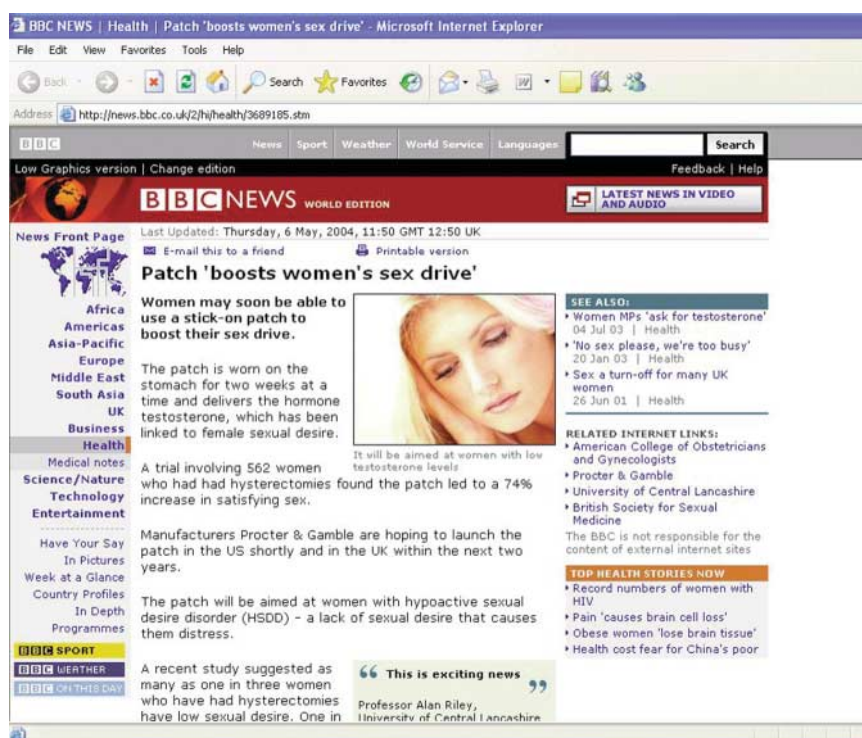 BBC NEWS | Health | Patch 'boosts women's sex drive' - Microsoft Internet Explorer
File Edit View Favorites Tools Help
Back Search Favorites
Address http://news.bbc.co.uk/2/hi/health/3689185.stm
BBC News Sport Weather World Service Languages Search
Low Graphics version | Change edition Feedback | Help
BBC NEWS WORLD EDITION
LATEST NEWS IN VIDEO
AND AUDIO
News Front Page
Africa
Americas
Asia-Pacific
Europe
Middle East
South Asia
UK
Business
Health
Medical notes
Science/Nature
Technology
Entertainment
Have Your Say
In Pictures
Week at a Glance
Country Profiles
In Depth
Programmes
BBC SPORT
BBC WEATHER
BBC ON THIS DAY
Last Updated: Thursday, 6 May, 2004, 11:50 GMT 12:50 UK
E-mail this to a friend Printable version
Patch 'boosts women's sex drive'
Women may soon be able to
use a stick-on patch to
boost their sex drive.
The patch is worn on the
stomach for two weeks at a
time and delivers the hormone
testosterone, which has been
linked to female sexual desire.
It will be aimed at women with low
testosterone levels
A trial involving 562 women
who had had hysterectomies found the patch led to a 74%
increase in satisfying sex.
Manufacturers Procter & Gamble are hoping to launch the
patch in the US shortly and in the UK within the next two
years.
The patch will be aimed at women with hypoactive sexual
desire disorder (HSDD) - a lack of sexual desire that causes
them distress.
A recent study suggested as
many as one in three women
who have had hysterectomies
have low sexual desire. One in
“ This is exciting news ”
Professor Alan Riley,
University of Central Lancashire
SEE ALSO:
Women MPs 'ask for testosterone'
04 Jul 03 | Health
'No sex please, we're too busy'
20 Jan 03 | Health
Sex a turn-off for many UK
women
26 Jun 01 | Health
RELATED INTERNET LINKS:
American College of Obstetricians
and Gynecologists
Procter & Gamble
University of Central Lancashire
British Society for Sexual
Medicine
The BBC is not responsible for the
content of external internet sites
TOP HEALTH STORIES NOW
Record numbers of women with
HIV
Pain 'causes brain cell loss'
Obese women 'lose brain tissue'
Health cost fear for China's poor